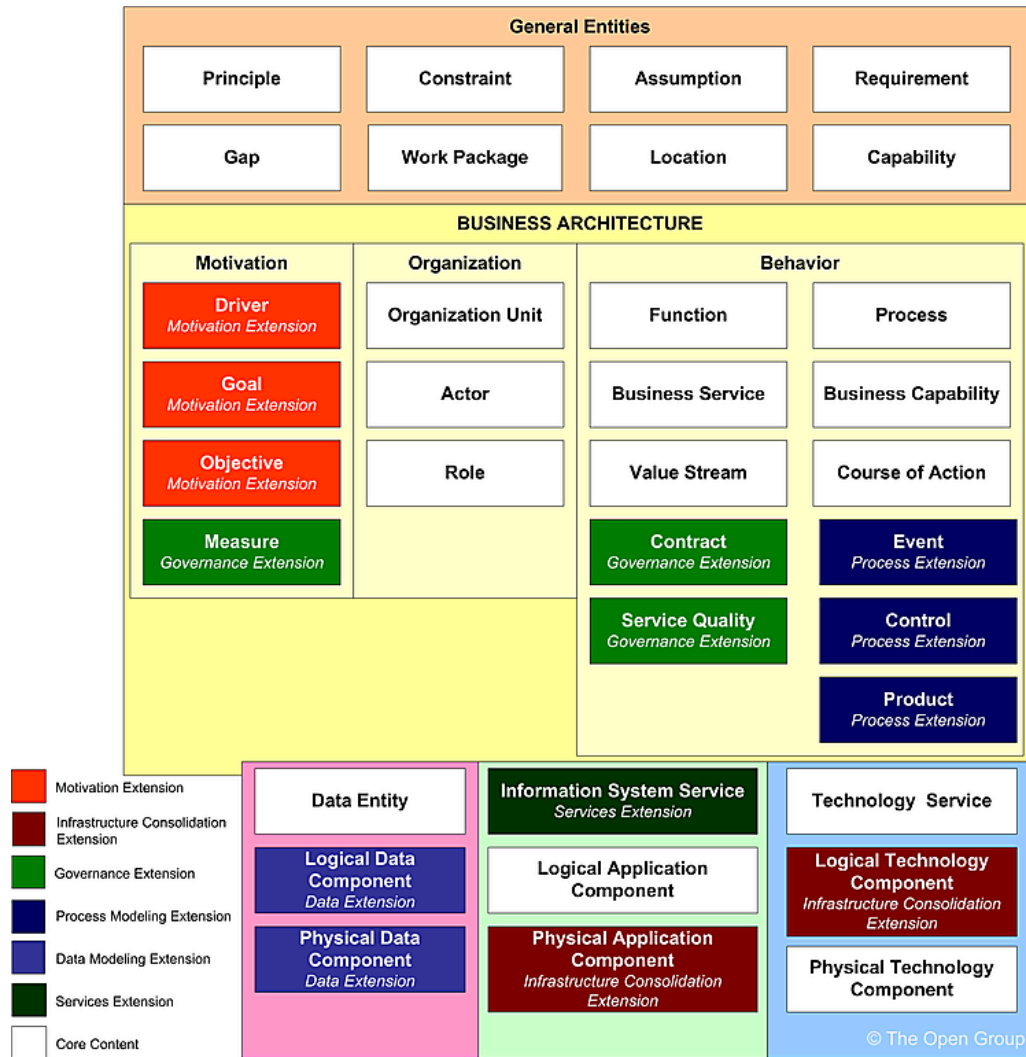 General Entities
Principle
Constraint
Assumption
Requirement
Gap
Work Package
Location
Capability
BUSINESS ARCHITECTURE
Motivation
Driver
Motivation Extension
Goal
Motivation Extension
Objective
Motivation Extension
Measure
Governance Extension
Organization
Organization Unit
Actor
Role
Behavior
Function
Process
Business Service
Business Capability
Value Stream
Course of Action
Contract
Governance Extension
Event
Process Extension
Service Quality
Governance Extension
Control
Process Extension
Product
Process Extension
Motivation Extension
Infrastructure Consolidation
Extension
Governance Extension
Process Modeling Extension
Data Modeling Extension
Services Extension
Core Content
Data Entity
Logical Data
Component
Data Extension
Physical Data
Component
Data Extension
Information System Service
Services Extension
Logical Application
Component
Physical Application
Component
Infrastructure Consolidation
Extension
Technology Service
Logical Technology
Component
Infrastructure Consolidation
Extension
Physical Technology
Component
© The Open Group